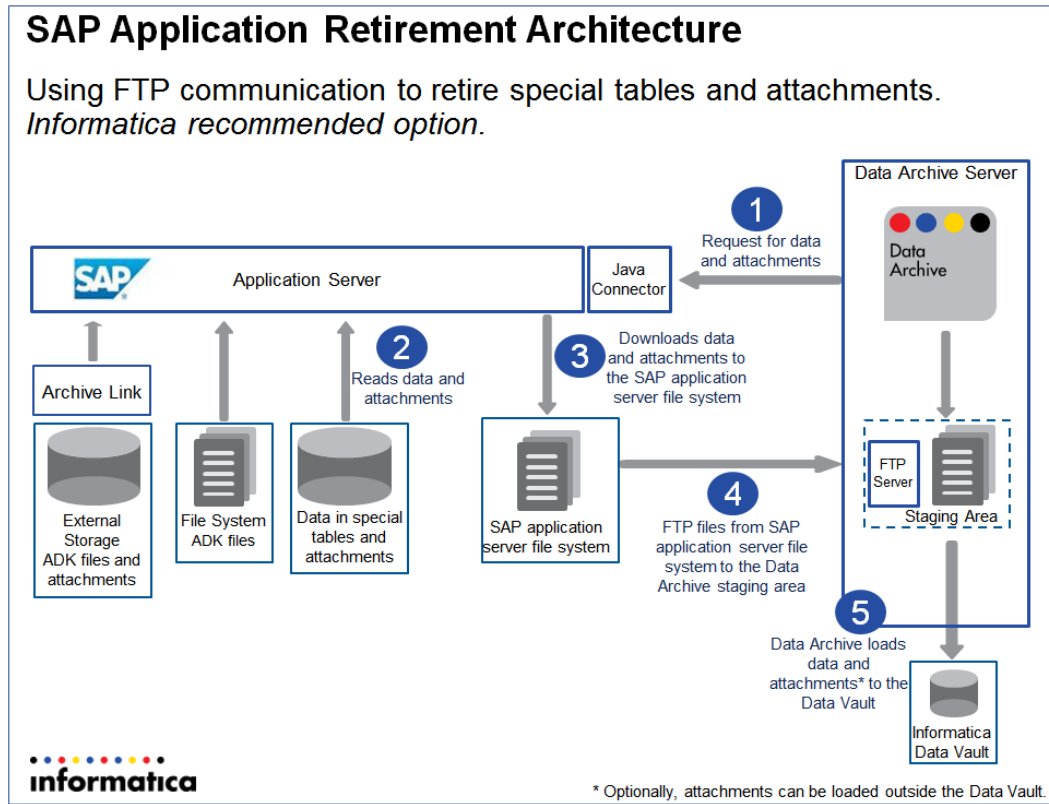 SAP Application Retirement Architecture
Using FTP communication to retire special tables and attachments.
Informatica recommended option.
Data Archive Server
1
Request for data
and attachments
Data
Archive
SAP
®
Application Server
Java
Connector
2
Reads data and
attachments
3
Downloads data
and attachments to
the SAP application
server file system
Archive Link
External
Storage
ADK files and
attachments
File System
ADK files
Data in special
tables and
attachments
SAP application
server file system
4
FTP files from SAP
application server file
system to the Data
Archive staging area
FTP
Server
Staging Area
5
Data Archive loads
data and
attachments* to the
Data Vault
Informatica
Data Vault
informatica
* Optionally, attachments can be loaded outside the Data Vault.